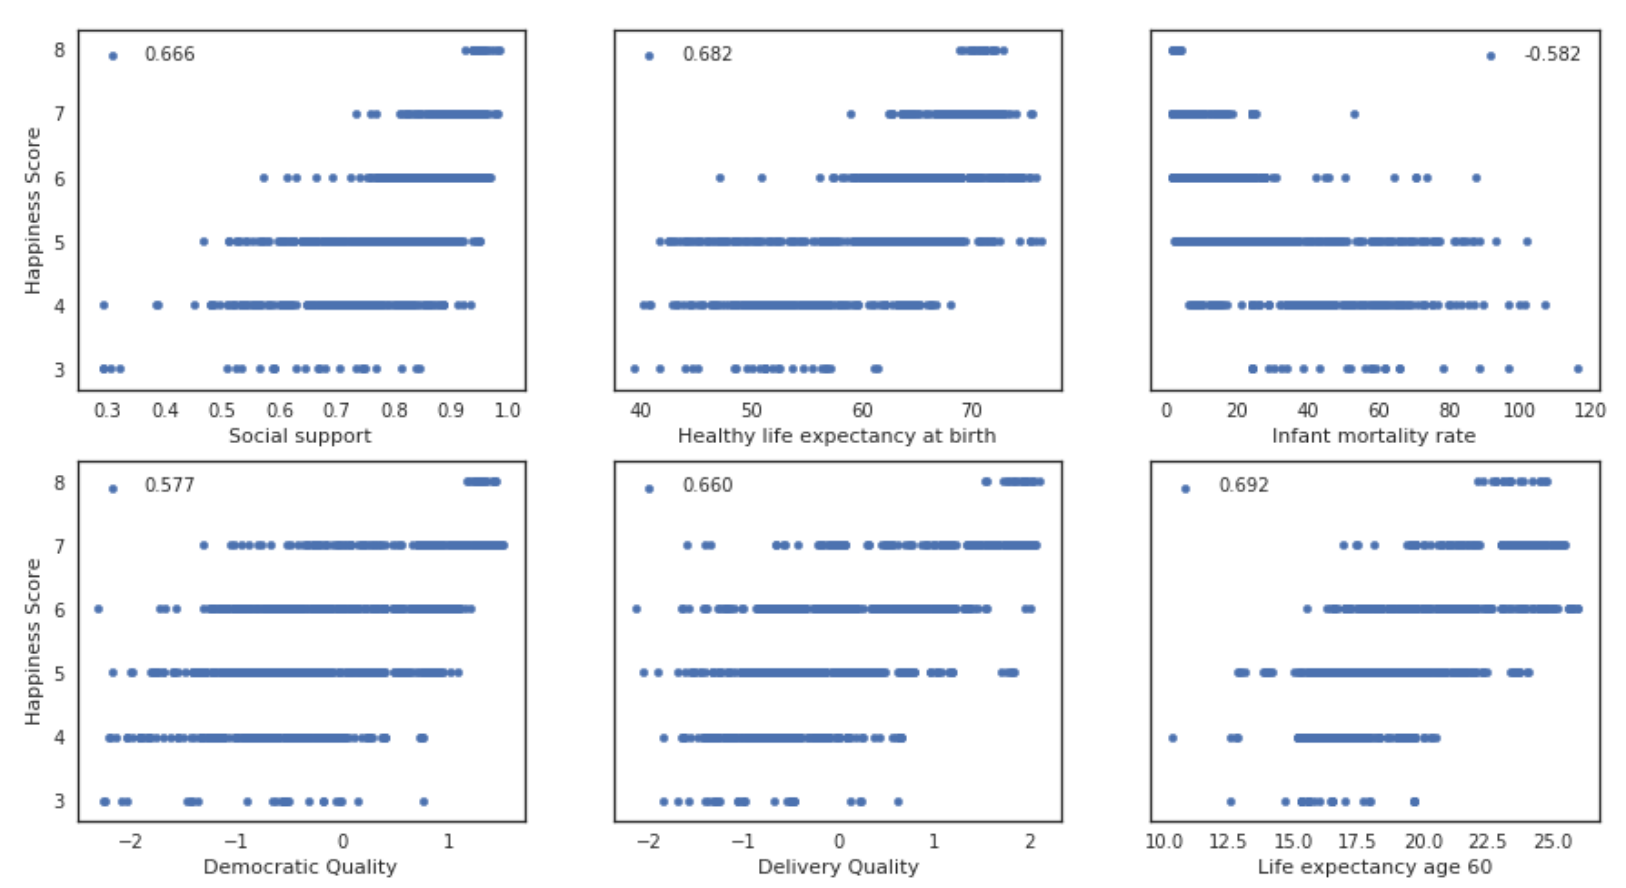 0.666
0.682
-0.582
8
7
6
5
4
3
Happiness Score
0.3 0.4 0.5 0.6 0.7 0.8 0.9 1.0
Social support
40 50 60 70
Healthy life expectancy at birth
0 20 40 60 80 100 120
Infant mortality rate
0.577
0.660
0.692
8
7
6
5
4
3
Happiness Score
−2 −1 0 1
Democratic Quality
−2 −1 0 1 2
Delivery Quality
10.0 12.5 15.0 17.5 20.0 22.5 25.0
Life expectancy age 60